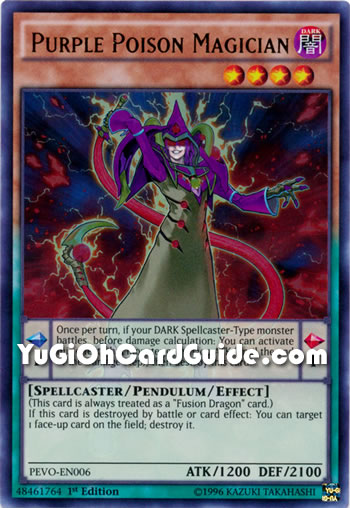 PURPLE POISON MAGICIAN
DARK
闇
Once per turn, if your DARK Spellcaster-Type monster
battles, before damage calculation: You can activate
YuGiOhCardGuide.com
[SPELLCASTER/PENDULUM/EFFECT]
(This card is always treated as a "Fusion Dragon" card.)
If this card is destroyed by battle or card effect: You can target
1 face-up card on the field; destroy it.
PEVO-EN006
ATK/1200 DEF/2100
48461764 1st Edition
©1996 KAZUKI TAKAHASHI